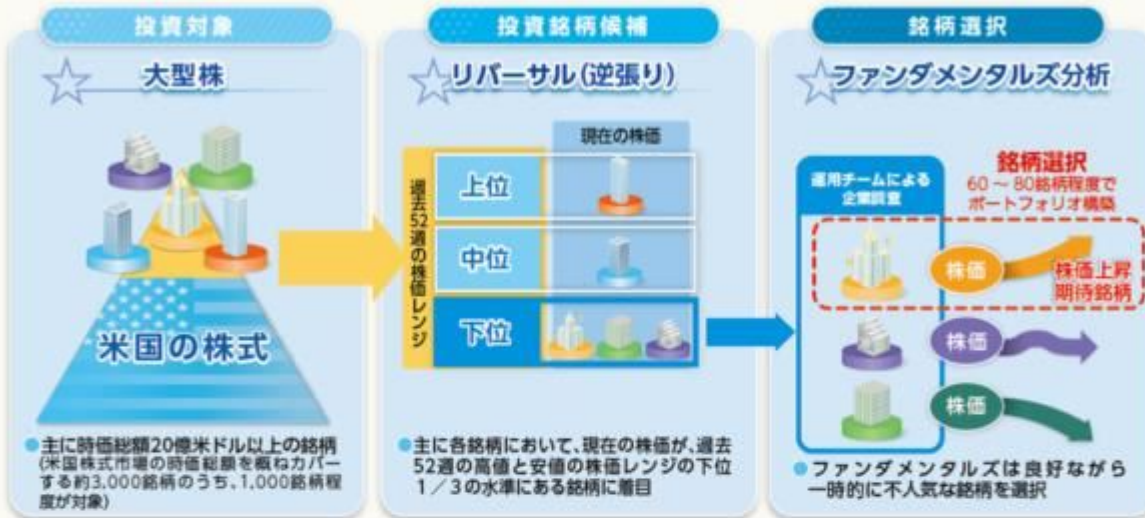 投資対象
大型株
米国の株式
●主に時価総額20億米ドル以上の銘柄
(米国株式市場の時価総額を概ねカバー
する約3,000銘柄のうち、1,000銘柄程
度が対象)
投資銘柄候補
リバーサル(逆張り)
現在の株価
過去52週の株価レンジ
上位
中位
下位
●主に各銘柄において、現在の株価が、過去
52週の高値と安値の株価レンジの下位
1/3の水準にある銘柄に着目
銘柄選択
ファンダメンタルズ分析
運用チームによる
企業調査
銘柄選択
60~80銘柄程度で
ポートフォリオ構築
株価
株価上昇
期待銘柄
株価
株価
●ファンダメンタルズは良好ながら
一時的に不人気な銘柄を選択